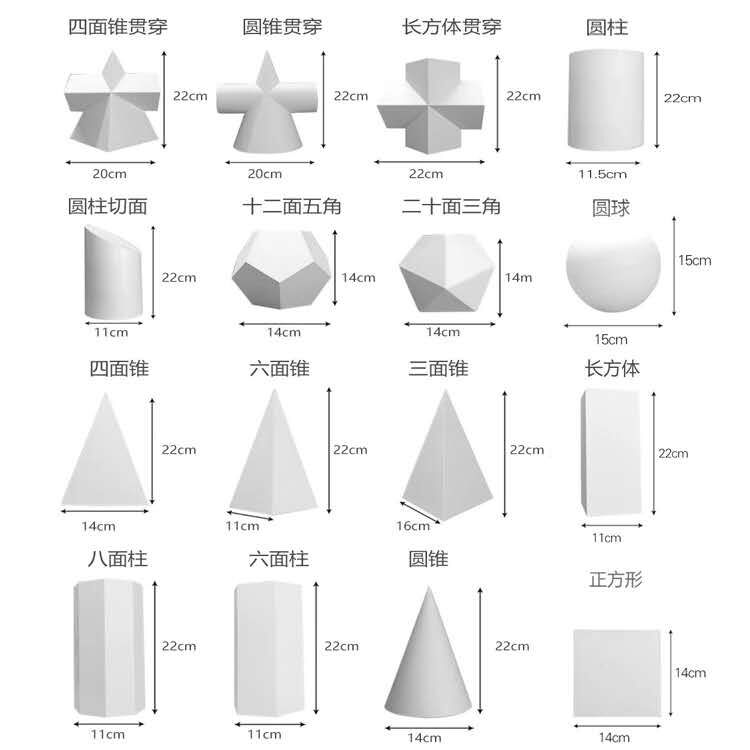 四面锥贯穿
圆锥贯穿
长方体贯穿
圆柱
22cm
22cm
22cm
22cm
20cm
20cm
22cm
11.5cm
圆柱切面
十二面五角
二十面三角
圆球
22cm
14cm
14m
15cm
11cm
14cm
14cm
15cm
四面锥
六面锥
三面锥
长方体
22cm
22cm
22cm
22cm
14cm
11cm
16cm
11cm
八面柱
六面柱
圆锥
正方形
22cm
22cm
22cm
14cm
11cm
11cm
14cm
14cm